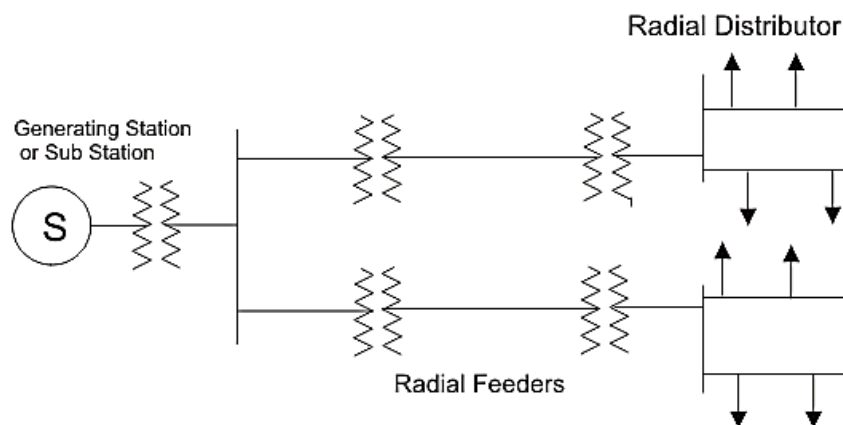 Radial Distributor
Generating Station
or Sub Station
S
Radial Feeders